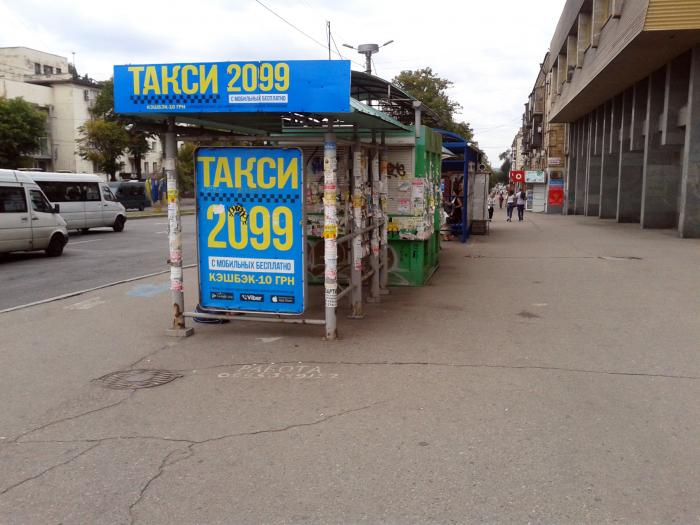 ТАКСИ 2099
С МОБИЛЬНЫХ БЕСПЛАТНО
КЭШБЭК-10 ГРН
ТАКСИ
2099
С МОБИЛЬНЫХ БЕСПЛАТНО
КЭШБЭК-10 ГРН
Viber
РАБОТА